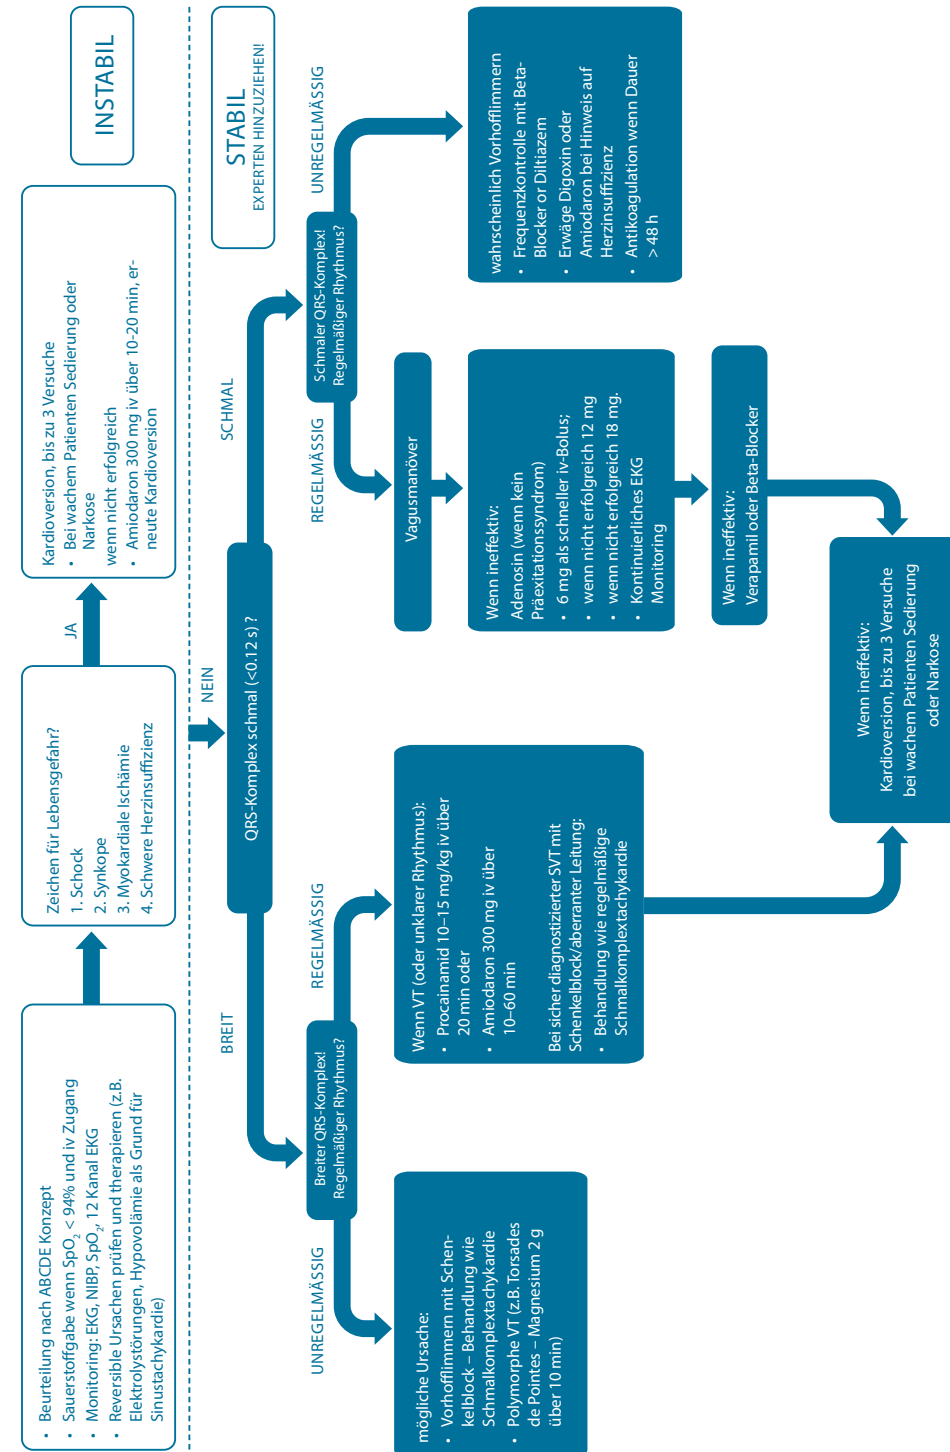 • Beurteilung nach ABCDE Konzept
• Sauerstoffgabe wenn SpO₂ < 94% und iv Zugang
• Monitoring: EKG, NIBP, SpO₂, 12 Kanal EKG
• Reversible Ursachen prüfen und therapieren (z.B.
Elektrolystörungen, Hypovolämie als Grund für
Sinustachykardie)
Zeichen für Lebensgefahr?
1. Schock
2. Synkope
3. Myokardiale Ischämie
4. Schwere Herzinsuffizienz
JA
Kardioversion, bis zu 3 Versuche
• Bei wachem Patienten Sedierung oder
Narkose
wenn nicht erfolgreich
• Amiodaron 300 mg iv über 10-20 min, er-
neute Kardioversion
INSTABIL
NEIN
STABIL
EXPERTEN HINZUZIEHEN!
QRS-Komplex schmal (<0.12 s) ?
BREIT
SCHMAL
Breiter QRS-Komplex!
Regelmäßiger Rhythmus?
Schmaler QRS-Komplex!
Regelmäßiger Rhythmus?
UNREGELMÄSSIG
REGELMÄSSIG
REGELMÄSSIG
UNREGELMÄSSIG
mögliche Ursache:
• Vorhofflimmern mit Schen-
kelblock – Behandlung wie
Schmalkomplextachykardie
• Polymorphe VT (z.B. Torsades
de Pointes – Magnesium 2 g
über 10 min)
Wenn VT (oder unklarer Rhythmus):
• Procainamid 10–15 mg/kg iv über
20 min oder
• Amiodaron 300 mg iv über
10–60 min
Bei sicher diagnostizierter SVT mit
Schenkelblock/aberranter Leitung:
• Behandlung wie regelmäßige
Schmalkomplextachykardie
Vagusmanöver
Wenn ineffektiv:
Adenosin (wenn kein
Präexitationssyndrom)
• 6 mg als schneller iv-Bolus;
• wenn nicht erfolgreich 12 mg
• wenn nicht erfolgreich 18 mg.
• Kontinuierliches EKG
Monitoring
Wenn ineffektiv:
Verapamil oder Beta-Blocker
wahrscheinlich Vorhofflimmern
• Frequenzkontrolle mit Beta-
Blocker or Diltiazem
• Erwäge Digoxin oder
Amiodaron bei Hinweis auf
Herzinsuffizienz
• Antikoagulation wenn Dauer
> 48 h
Wenn ineffektiv:
Kardioversion, bis zu 3 Versuche
bei wachem Patienten Sedierung
oder Narkose